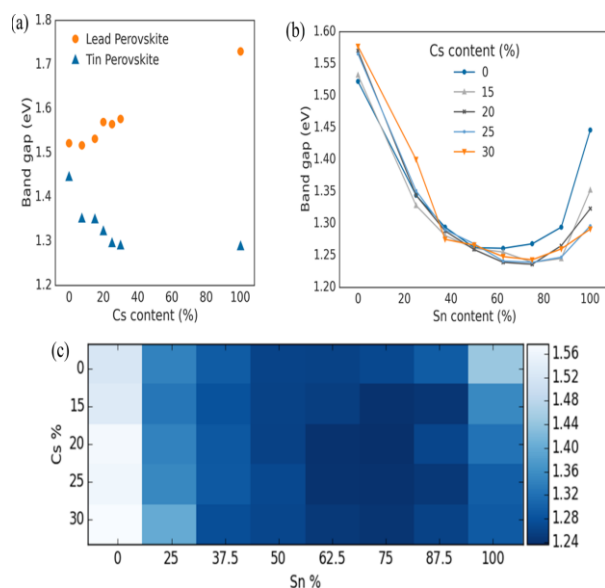 (a)
Lead Perovskite
Tin Perovskite
Band gap (eV)
1.8
1.7
1.6
1.5
1.4
1.3
1.2
0 20 40 60 80 100
Cs content (%)
(b)
Cs content (%)
0
15
20
25
30
Band gap (eV)
1.60
1.55
1.50
1.45
1.40
1.35
1.30
1.25
1.20
0 20 40 60 80 100
Sn content (%)
(c)
Cs %
0
15
20
25
30
0 25 37.5 50 62.5 75 87.5 100
Sn %
1.56
1.52
1.48
1.44
1.40
1.36
1.32
1.28
1.24